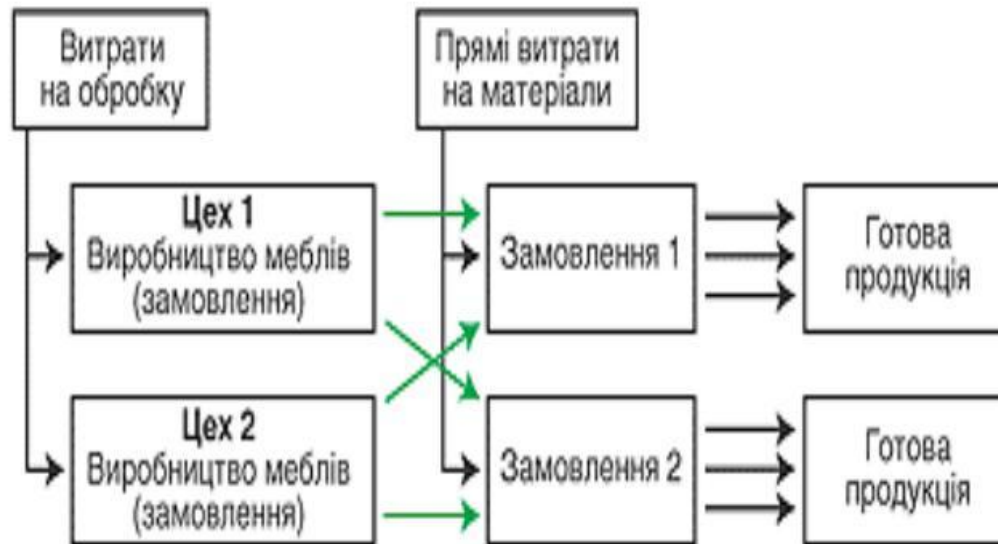 Витрати
на обробку
Прямі витрати
на матеріали
Цех 1
Виробництво меблів
(замовлення)
Замовлення 1
Готова
продукція
Цех 2
Виробництво меблів
(замовлення)
Замовлення 2
Готова
продукція